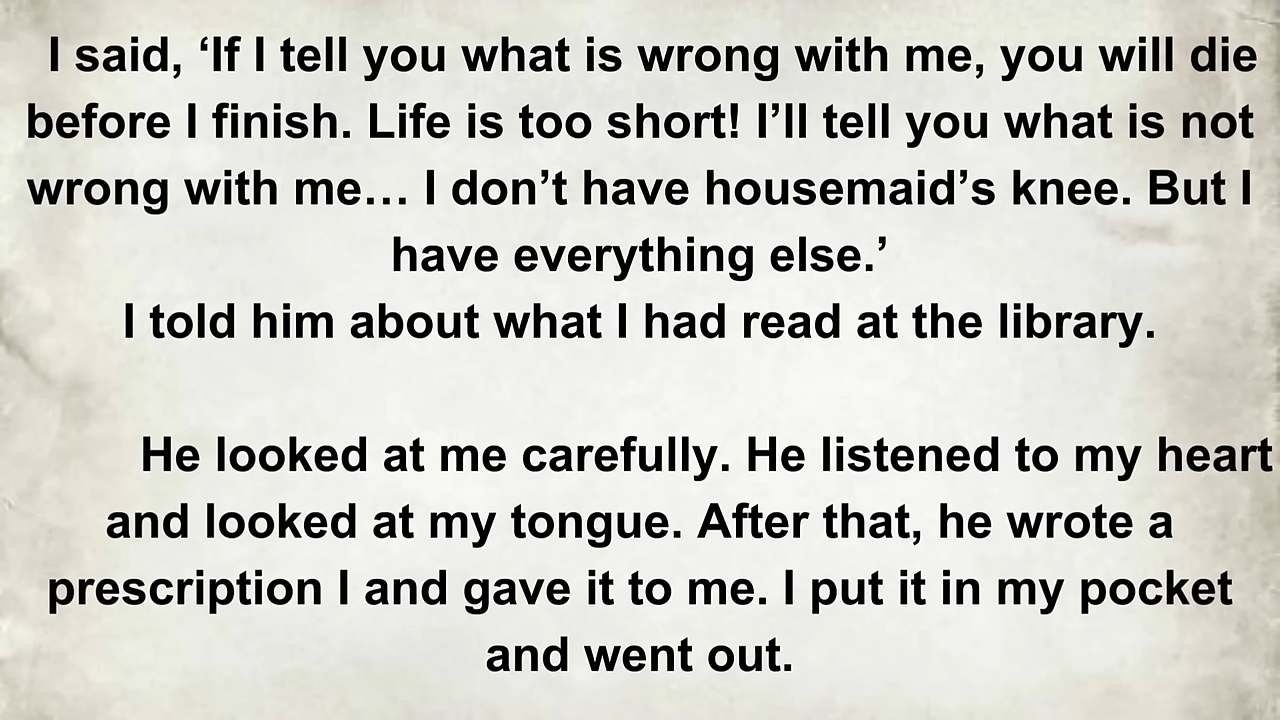 I said, ‘If I tell you what is wrong with me, you will die
before I finish. Life is too short! I’ll tell you what is not
wrong with me… I don’t have housemaid’s knee. But I
have everything else.’
I told him about what I had read at the library.
He looked at me carefully. He listened to my heart
and looked at my tongue. After that, he wrote a
prescription I and gave it to me. I put it in my pocket
and went out.